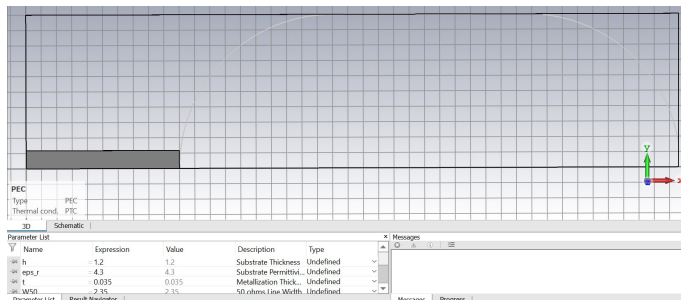 y
x
PEC
Type PEC
Thermal cond. PTC
3D Schematic
Parameter List × Messages
Name Expression Value Description Type
h = 1.2 1.2 Substrate Thickness Undefined
eps_r = 4.3 4.3 Substrate Permittivi... Undefined
t = 0.035 0.035 Metallization Thick... Undefined
W50 = 2.35 2.35 50 ohms Line Width Undefined
Parameter List Result Navigator Messages Progress